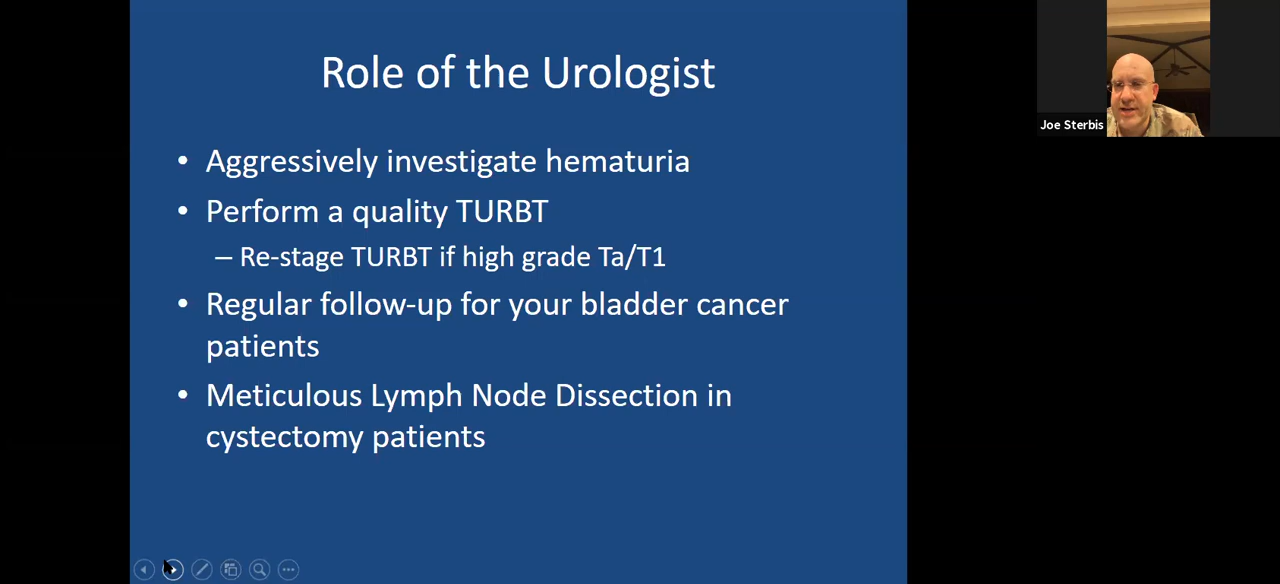 Role of the Urologist
• Aggressively investigate hematuria
• Perform a quality TURBT
– Re-stage TURBT if high grade Ta/T1
• Regular follow-up for your bladder cancer
patients
• Meticulous Lymph Node Dissection in
cystectomy patients
Joe Sterbis